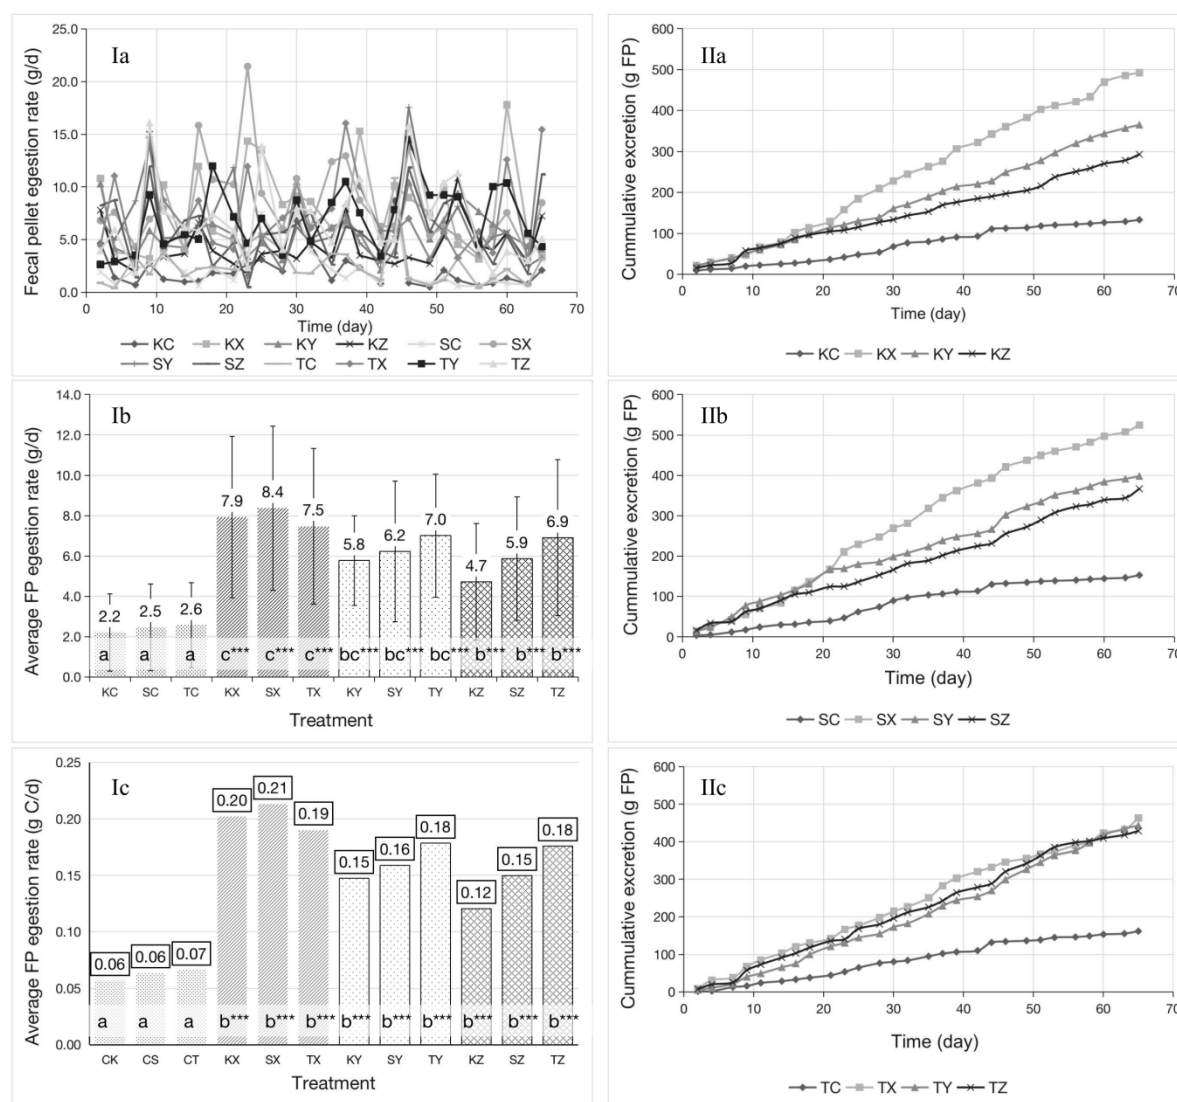 Ia
Fecal pellet egestion rate (g/d)
25.0
20.0
15.0
10.0
5.0
0.0
0 10 20 30 40 50 60 70
Time (day)
KC KX KY KZ SC SX
SY SZ TC TX TY TZ
IIa
Cummulative excretion (g FP)
600
500
400
300
200
100
0
0 10 20 30 40 50 60 70
Time (day)
KC KX KY KZ
Ib
Average FP egestion rate (g/d)
14.0
12.0
10.0
8.0
6.0
4.0
2.0
0.0
2.2 2.5 2.6 7.9 8.4 7.5 5.8 6.2 7.0 4.7 5.9 6.9
a a a c*** c*** c*** bc*** bc*** bc*** b*** b*** b***
KC SC TC KX SX TX KY SY TY KZ SZ TZ
Treatment
IIb
Cummulative excretion (g FP)
600
500
400
300
200
100
0
0 10 20 30 40 50 60 70
Time (day)
SC SX SY SZ
Ic
Average FP egestion rate (g C/d)
0.25
0.20
0.15
0.10
0.05
0.00
0.06 0.06 0.07 0.20 0.21 0.19 0.15 0.16 0.18 0.12 0.15 0.18
a a a b*** b*** b*** b*** b*** b*** b*** b*** b***
CK CS CT KX SX TX KY SY TY KZ SZ TZ
Treatment
IIc
Cummulative excretion (g FP)
600
500
400
300
200
100
0
0 10 20 30 40 50 60 70
Time (day)
TC TX TY TZ